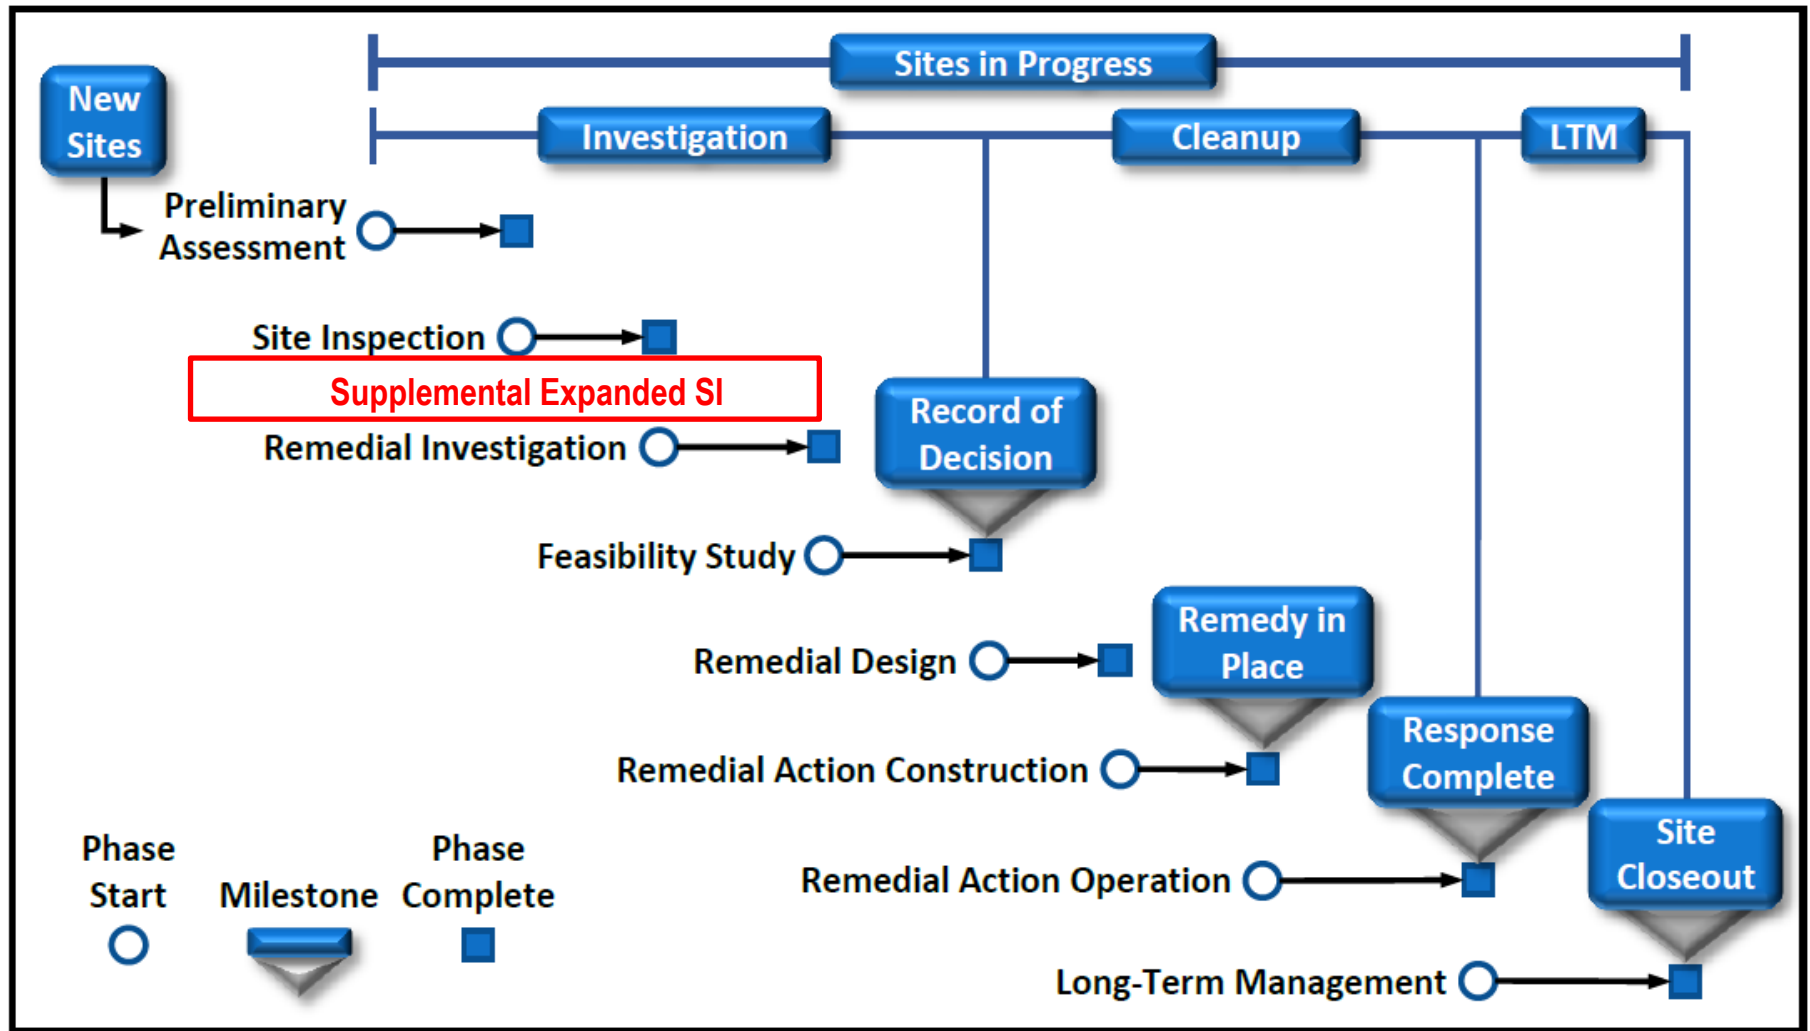 Sites in Progress
New
Sites
Investigation
Cleanup
LTM
Preliminary
Assessment
Site Inspection
Supplemental Expanded SI
Record of
Decision
Remedial Investigation
Feasibility Study
Remedy in
Place
Remedial Design
Response
Complete
Remedial Action Construction
Site
Closeout
Remedial Action Operation
Phase
Start
Milestone
Phase
Complete
Long-Term Management